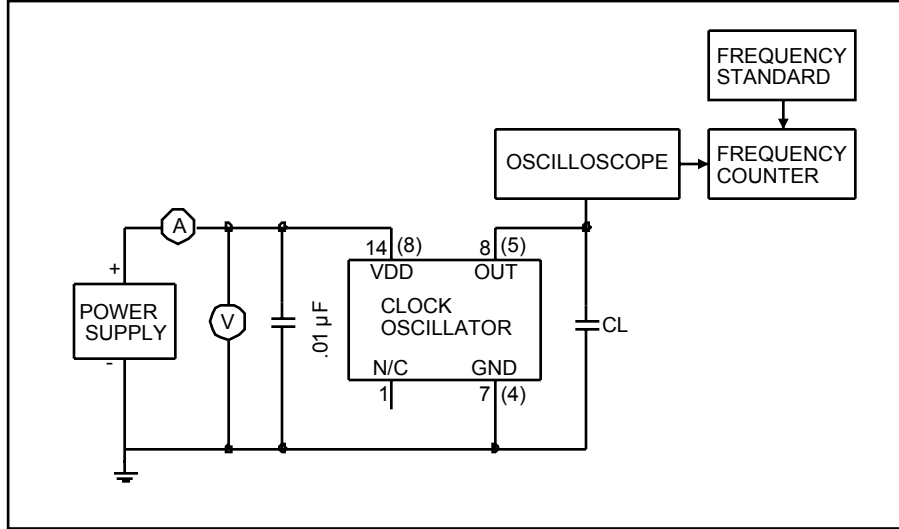 FREQUENCY
STANDARD
OSCILLOSCOPE
FREQUENCY
COUNTER
A
14 (8)
8 (5)
VDD
OUT
+
POWER
SUPPLY
-
V
.01 µF
CLOCK
OSCILLATOR
CL
N/C
GND
1
7 (4)